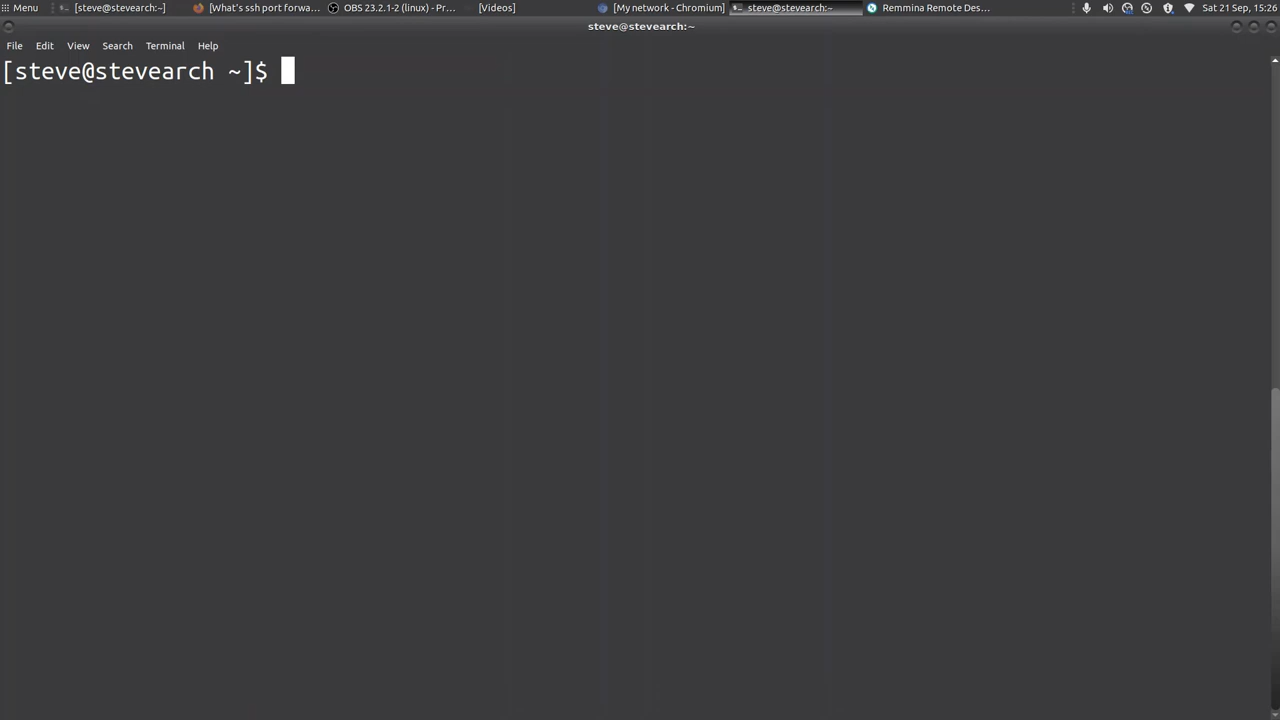 Menu [steve@stevearch:~] [What's ssh port forwa... OBS 23.2.1-2 (linux) - Pr... [Videos] [My network - Chromium] steve@stevearch:~ Remmina Remote Des... Sat 21 Sep, 15:26
steve@stevearch:~
File Edit View Search Terminal Help
[steve@stevearch ~]$